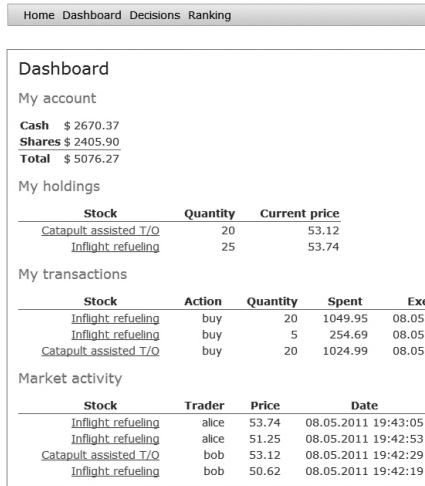 Home Dashboard Decisions Ranking
Dashboard
My account
Cash $ 2670.37
Shares $ 2405.90
Total $ 5076.27
My holdings
Stock Quantity Current price
Catapult assisted T/O 20 53.12
Inflight refueling 25 53.74
My transactions
Stock Action Quantity Spent Exe
Inflight refueling buy 20 1049.95 08.05
Inflight refueling buy 5 254.69 08.05
Catapult assisted T/O buy 20 1024.99 08.05
Market activity
Stock Trader Price Date
Inflight refueling alice 53.74 08.05.2011 19:43:05
Inflight refueling alice 51.25 08.05.2011 19:42:53
Catapult assisted T/O bob 53.12 08.05.2011 19:42:29
Inflight refueling bob 50.62 08.05.2011 19:42:19